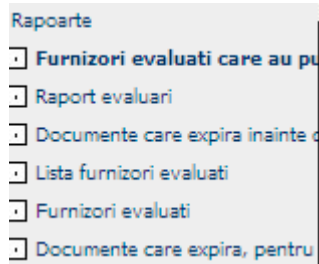 Rapoarte
Furnizori evaluati care au
Raport evaluari
Documente care expira inainte
Lista furnizori evaluati
Furnizori evaluati
Documente care expira, pentru